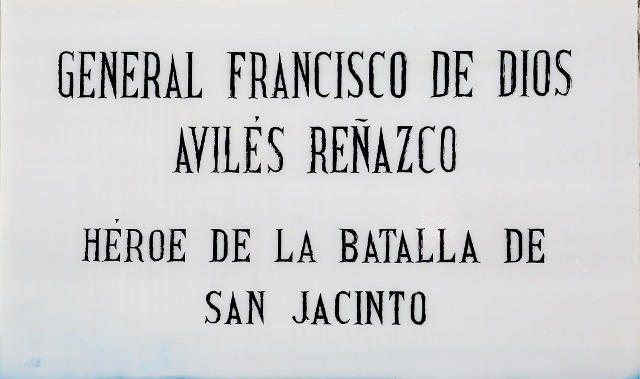 GENERAL FRANCISCO DE DIOS
AVILÉS REÑAZCO
HÉROE DE LA BATALLA DE
SAN JACINTO